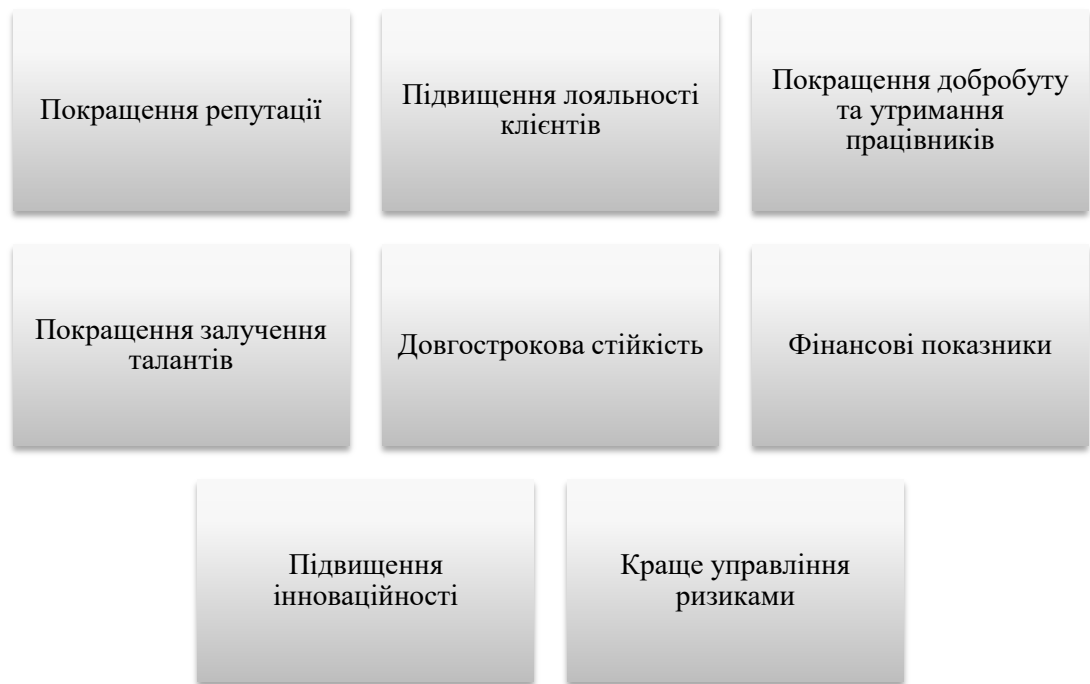 Покращення репутації
Підвищення лояльності
клієнтів
Покращення добробуту
та утримання
працівників
Покращення залучення
талантів
Довгострокова стійкість
Фінансові показники
Підвищення
інноваційності
Краще управління
ризиками